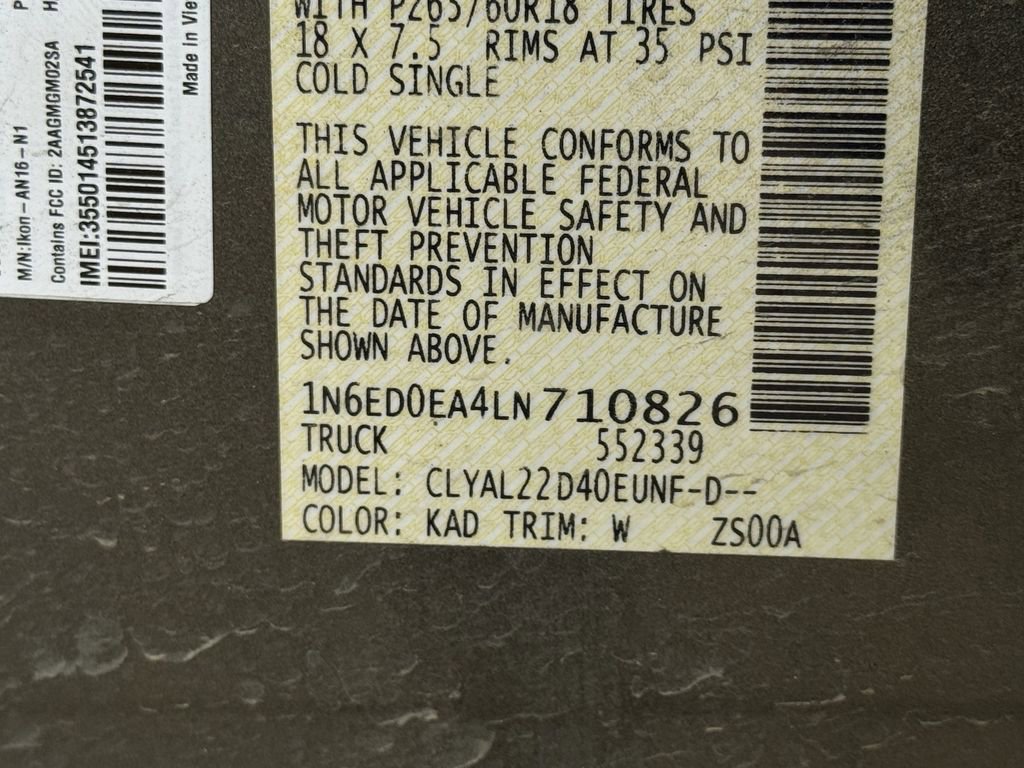 M/N:Ikon-AN16-N1
Contains FCC ID: 2AAGMGM02SA
IMEI:355014513872541
Made in Vie
WITH P265/60R18 TIRES
18 X 7.5 RIMS AT 35 PSI
COLD SINGLE
THIS VEHICLE CONFORMS TO
ALL APPLICABLE FEDERAL
MOTOR VEHICLE SAFETY AND
THEFT PREVENTION
STANDARDS IN EFFECT ON
THE DATE OF MANUFACTURE
SHOWN ABOVE.
1N6ED0EA4LN710826
TRUCK 552339
MODEL: CLYAL22D40EUNF-D--
COLOR: KAD TRIM: W ZS00A